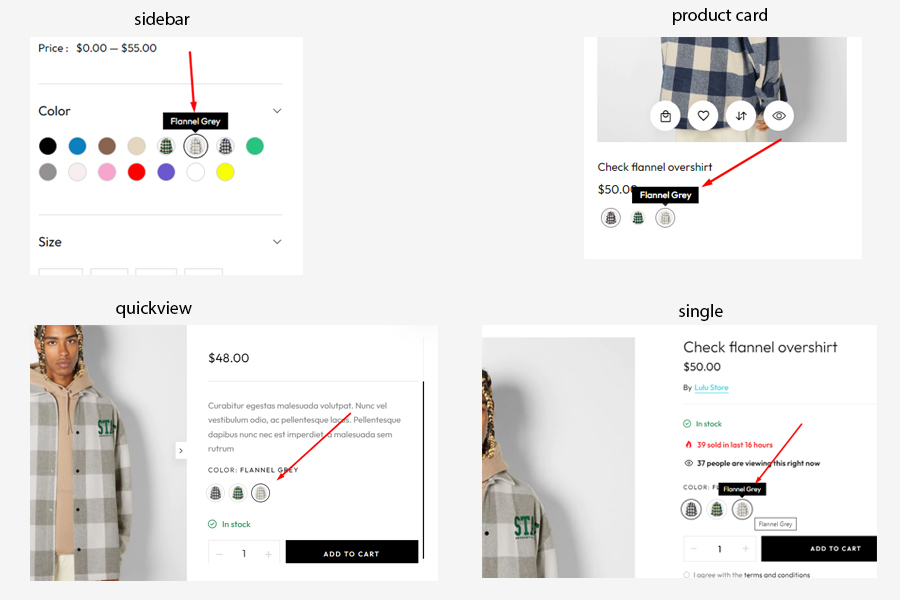 sidebar
product card
Price : $0.00 — $55.00
Color
Flannel Grey
Size
Check flannel overshirt
$50.00
Flannel Grey
quickview
single
$48.00
Curabitur egestas malesuada volutpat. Nunc vel
vestibulum odio, ac pellentesque lacus. Pellentesque
dapibus nunc nec est imperdiet, a malesuada sem
rutrum
COLOR: FLANNEL GREY
In stock
− 1 +
ADD TO CART
STA
Check flannel overshirt
$50.00
By Lulu Store
In stock
39 sold in last 16 hours
37 people are viewing this right now
COLOR: FL
Flannel Grey
Flannel Grey
− 1 +
ADD TO CART
I agree with the terms and conditions
STA